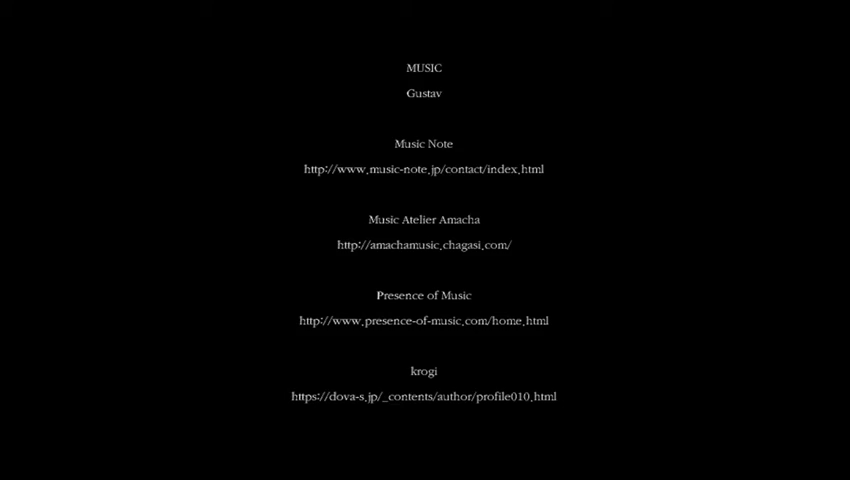 MUSIC
Gustav
Music Note
http://www.music-note.jp/contact/index.html
Music Atelier Amacha
http://amachamusic.chagasi.com/
Presence of Music
http://www.presence-of-music.com/home.html
krogi
https://dova-s.jp/_contents/author/profile010.html